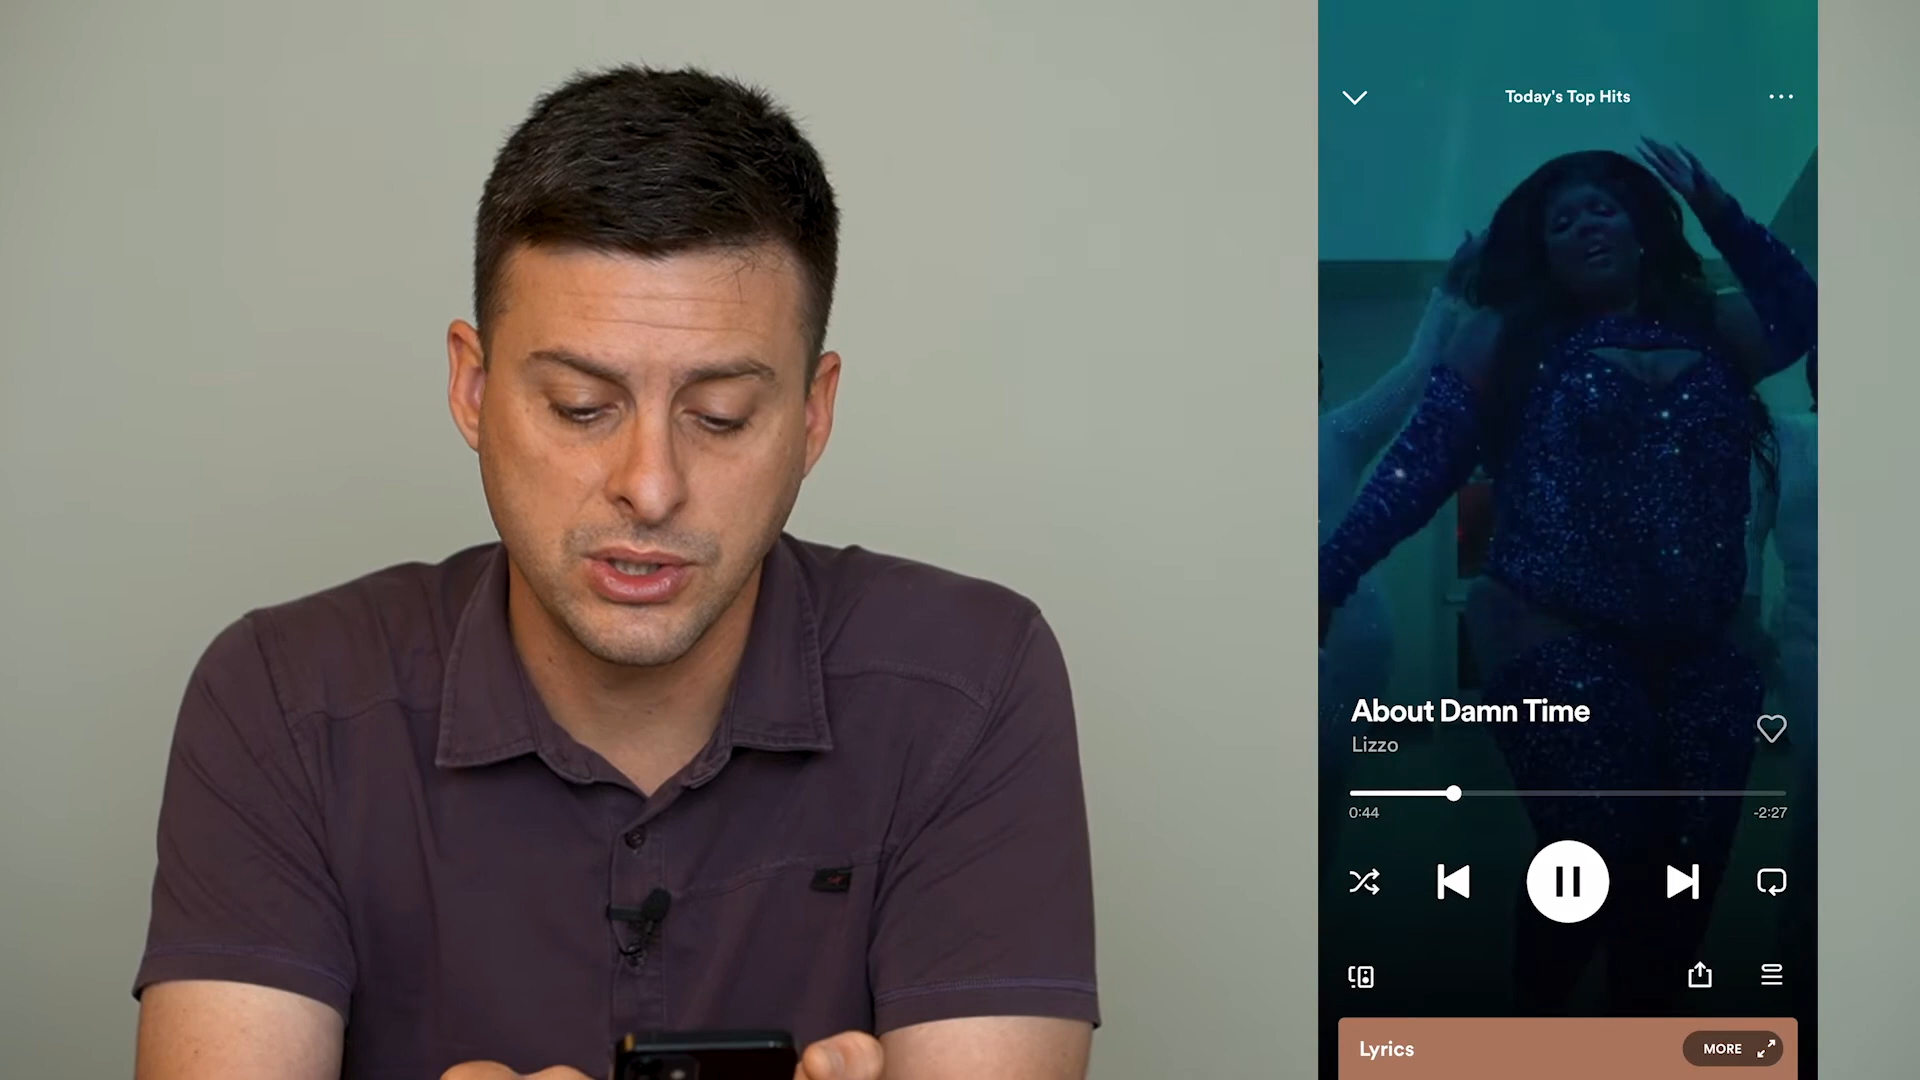 Today's Top Hits
About Damn Time
Lizzo
0:44
-2:27
Lyrics
MORE